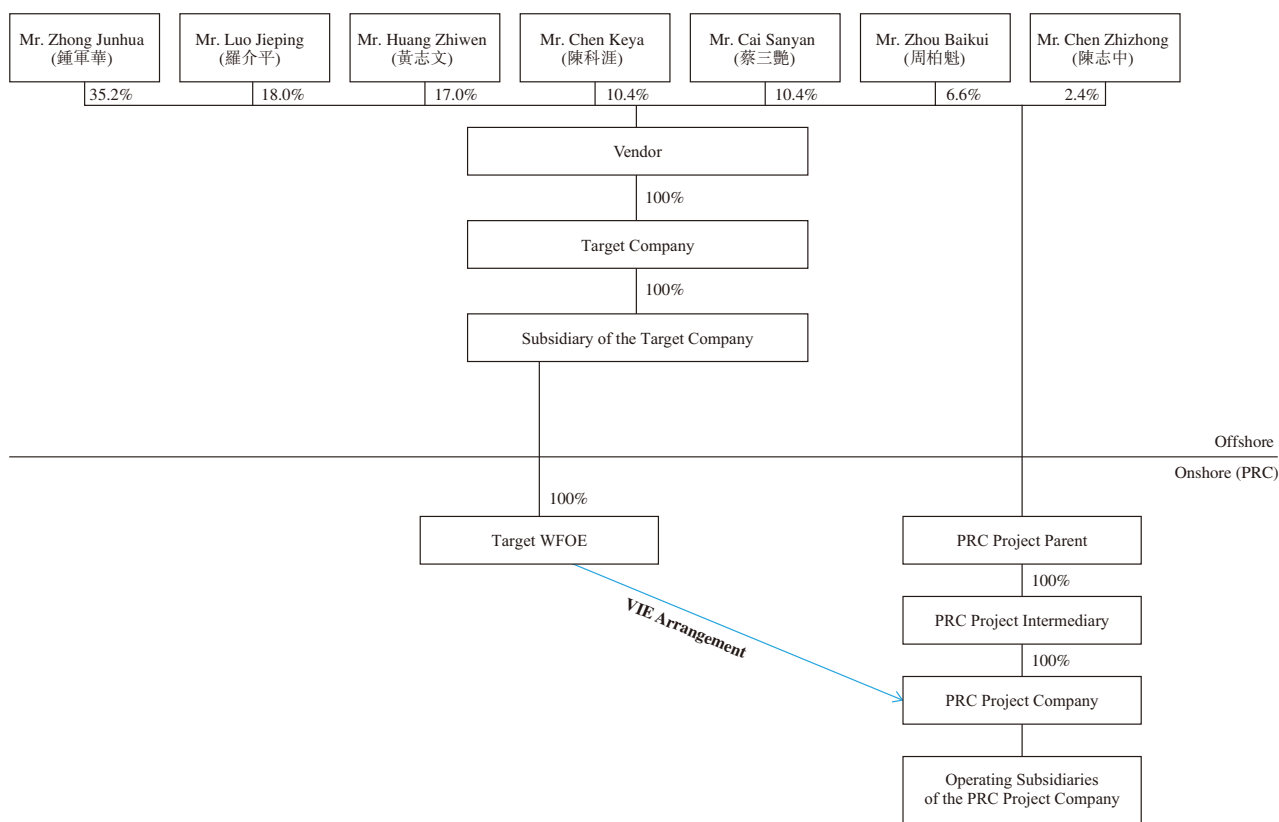 Mr. Zhong Junhua
(鍾軍華)
Mr. Luo Jieping
(羅介平)
Mr. Huang Zhiwen
(黃志文)
Mr. Chen Keya
(陳科涯)
Mr. Cai Sanyan
(蔡三艷)
Mr. Zhou Baikui
(周柏魁)
Mr. Chen Zhizhong
(陳志中)
35.2%
18.0%
17.0%
10.4%
10.4%
6.6%
2.4%
Vendor
100%
Target Company
100%
Subsidiary of the Target Company
Offshore
Onshore (PRC)
100%
Target WFOE
PRC Project Parent
100%
VIE Arrangement
PRC Project Intermediary
100%
PRC Project Company
Operating Subsidiaries
of the PRC Project Company